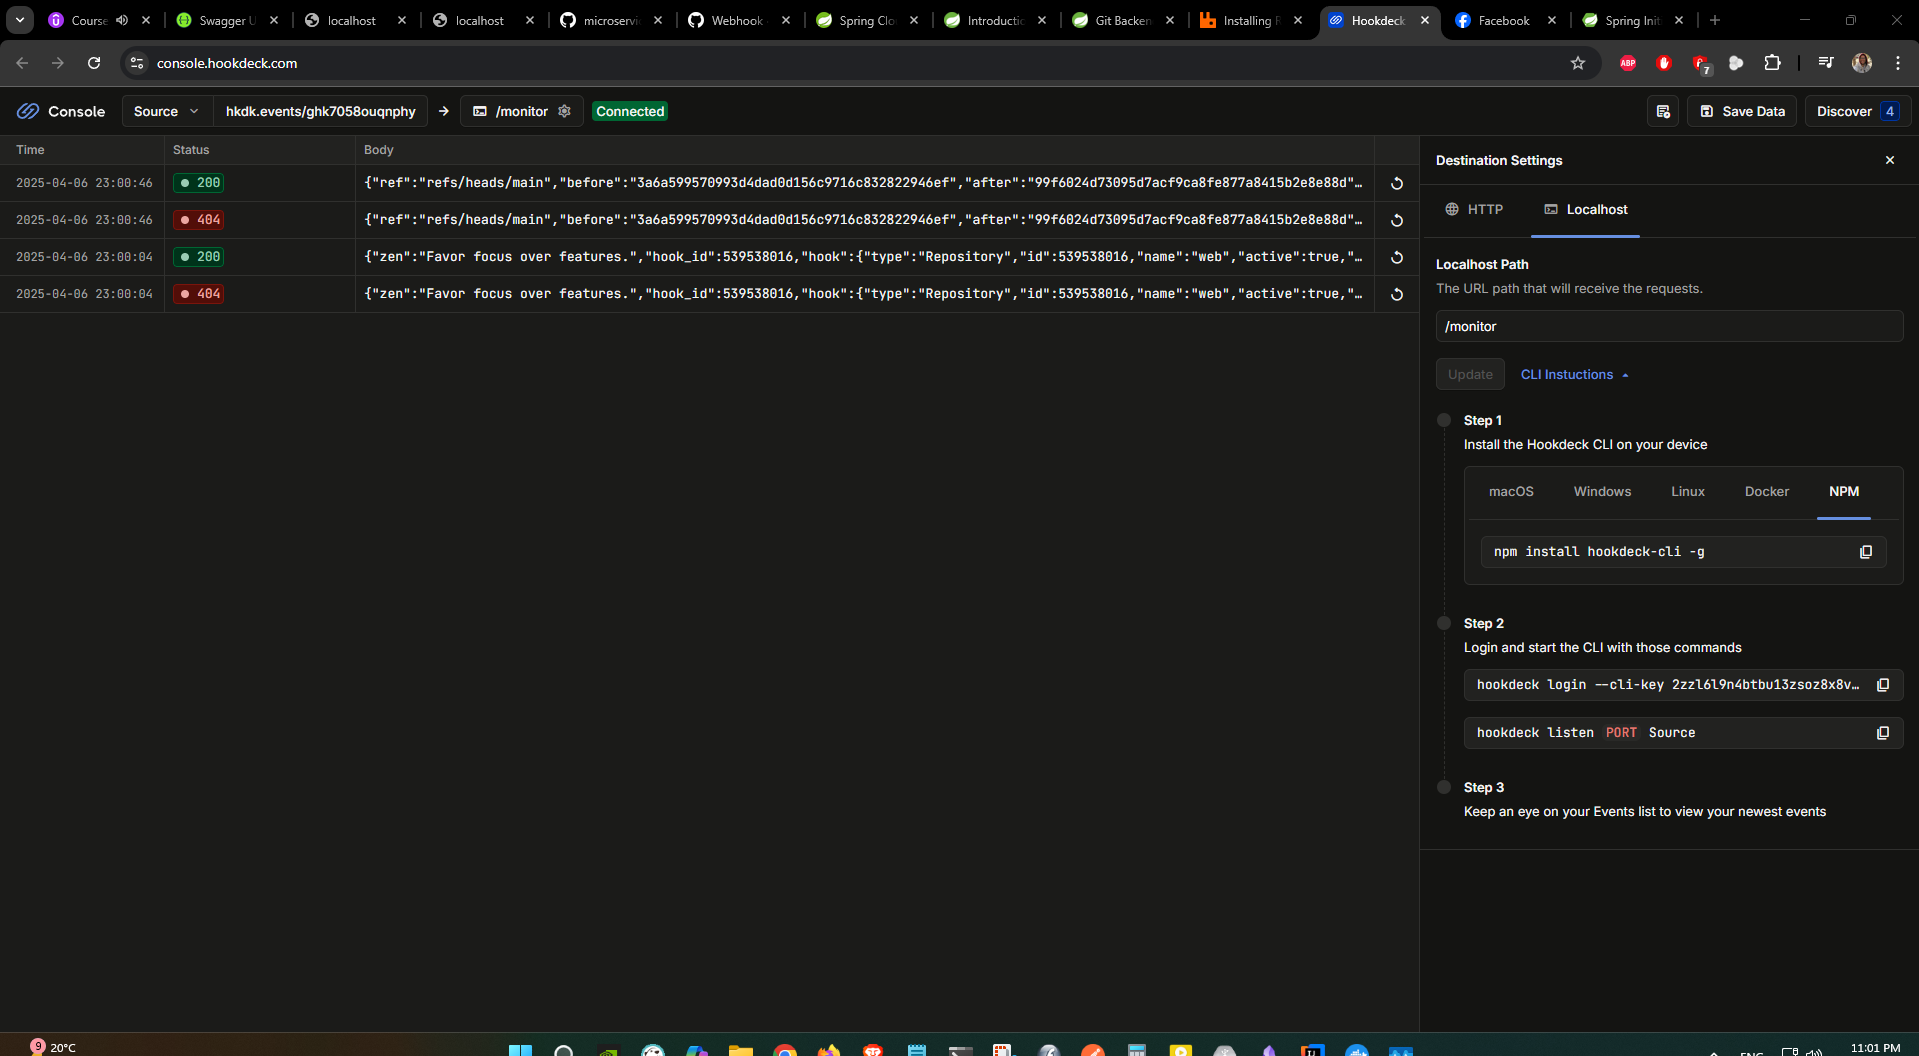 Course
Swagger U
localhost
localhost
microservi
Webhook
Spring Clo
Introductio
Git Backen
Installing R
Hookdeck
Facebook
Spring Init
console.hookdeck.com
ABP
7
Console
Source
hkdk.events/ghk7058ouqnphy
/monitor
Connected
Save Data
Discover 4
Time Status Body
2025-04-06 23:00:46 200 {"ref":"refs/heads/main","before":"3a6a599570993d4dad0d156c9716c832822946ef","after":"99f6024d73095d7acf9ca8fe877a8415b2e8e88d"…
2025-04-06 23:00:46 404 {"ref":"refs/heads/main","before":"3a6a599570993d4dad0d156c9716c832822946ef","after":"99f6024d73095d7acf9ca8fe877a8415b2e8e88d"…
2025-04-06 23:00:04 200 {"zen":"Favor focus over features.","hook_id":539538016,"hook":{"type":"Repository","id":539538016,"name":"web","active":true,"…
2025-04-06 23:00:04 404 {"zen":"Favor focus over features.","hook_id":539538016,"hook":{"type":"Repository","id":539538016,"name":"web","active":true,"…
Destination Settings
HTTP Localhost
Localhost Path
The URL path that will receive the requests.
/monitor
Update CLI Instuctions
Step 1
Install the Hookdeck CLI on your device
macOS Windows Linux Docker NPM
npm install hookdeck-cli -g
Step 2
Login and start the CLI with those commands
hookdeck login --cli-key 2zzl6l9n4btbu13zsoz8x8v…
hookdeck listen PORT Source
Step 3
Keep an eye on your Events list to view your newest events
9
20°C
ENG
11:01 PM